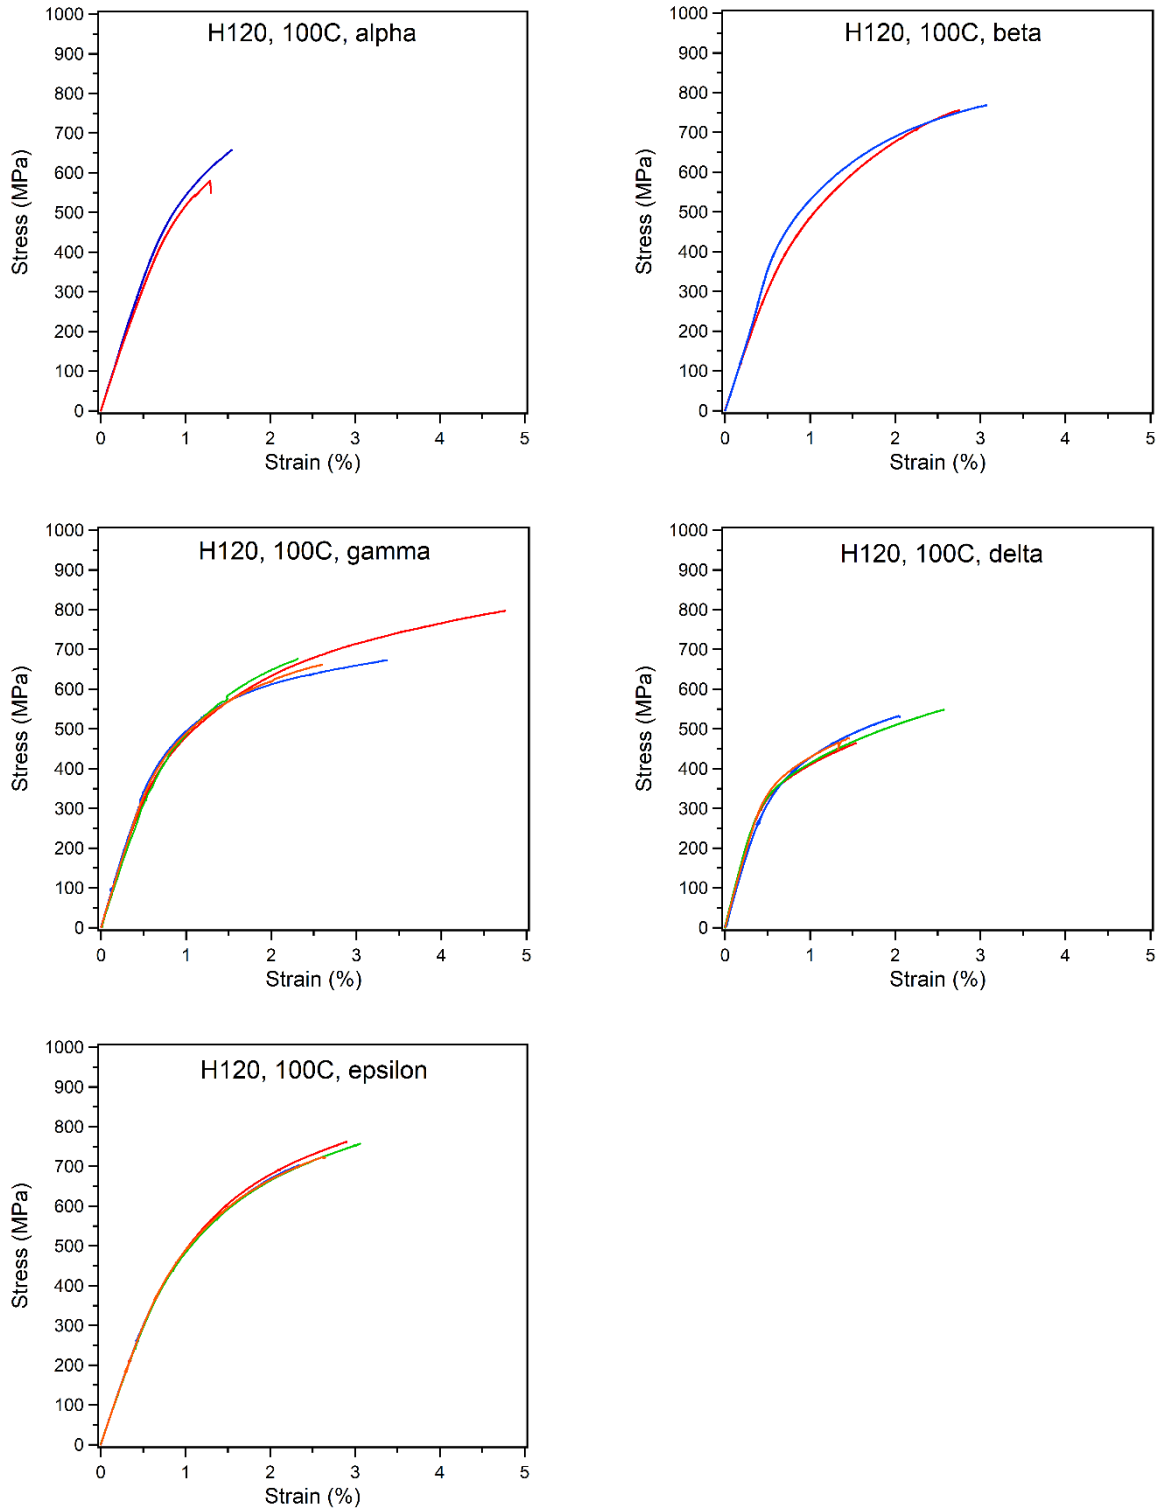 H120, 100C, alpha
1000
900
800
700
600
500
400
300
200
100
0
Stress (MPa)
0 1 2 3 4 5
Strain (%)
H120, 100C, beta
1000
900
800
700
600
500
400
300
200
100
0
Stress (MPa)
0 1 2 3 4 5
Strain (%)
H120, 100C, gamma
1000
900
800
700
600
500
400
300
200
100
0
Stress (MPa)
0 1 2 3 4 5
Strain (%)
H120, 100C, delta
1000
900
800
700
600
500
400
300
200
100
0
Stress (MPa)
0 1 2 3 4 5
Strain (%)
H120, 100C, epsilon
1000
900
800
700
600
500
400
300
200
100
0
Stress (MPa)
0 1 2 3 4 5
Strain (%)